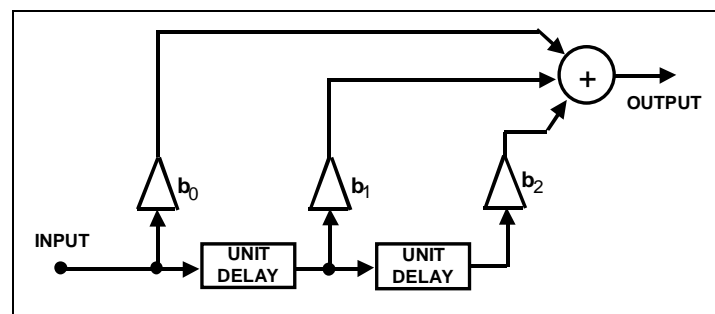 +
OUTPUT
b0
b1
b2
INPUT
UNIT
DELAY
UNIT
DELAY